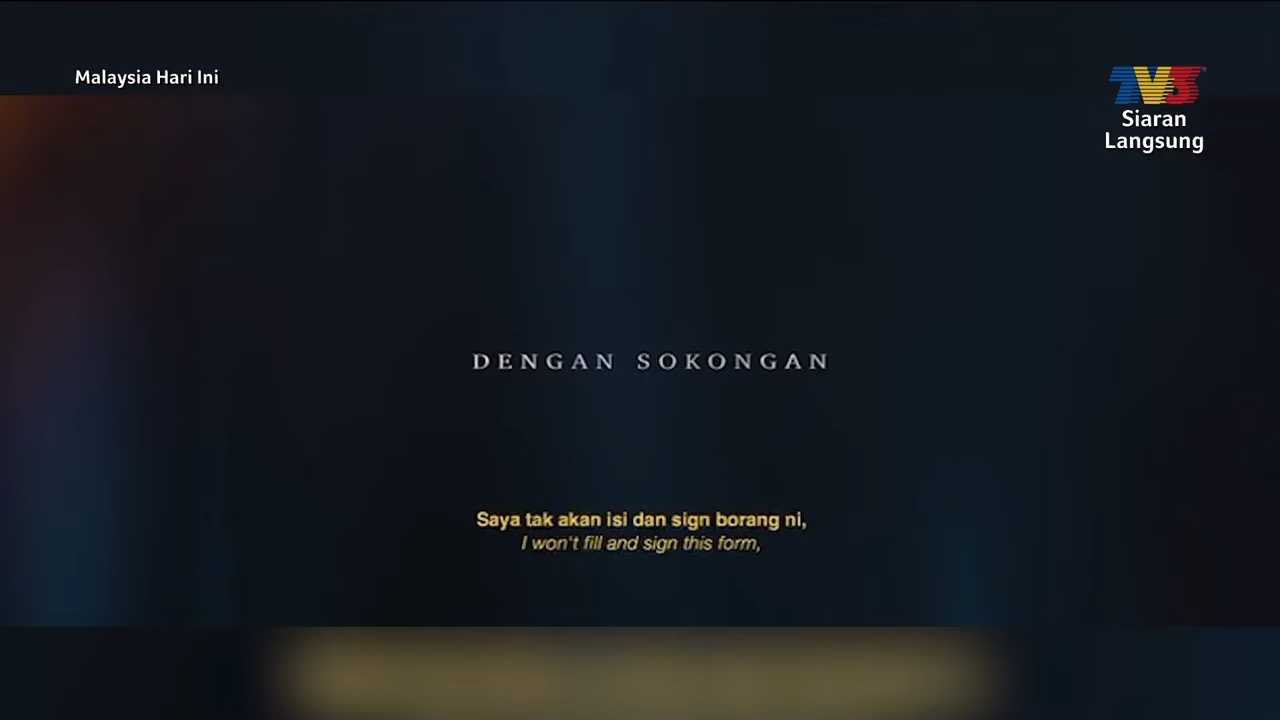 Malaysia Hari Ini
TV3
Siaran
Langsung
DENGAN SOKONGAN
Saya tak akan isi dan sign borang ni,
I won't fill and sign this form,